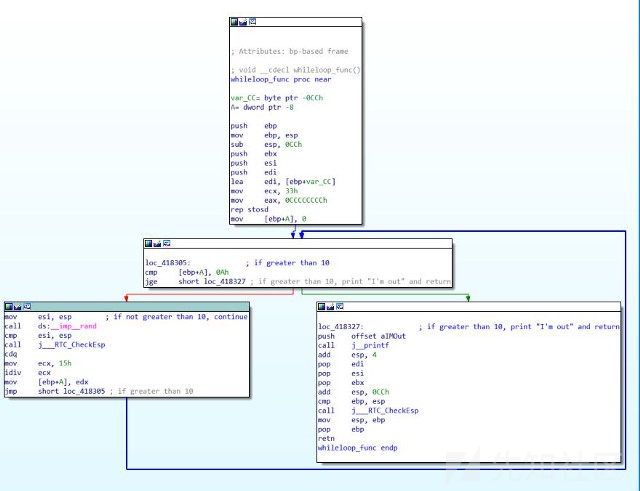 ; Attributes: bp-based frame
; void __cdecl whileloop_func()
whileloop_func proc near
var_CC= byte ptr -0CCh
A= dword ptr -8
push ebp
mov ebp, esp
sub esp, 0CCh
push ebx
push esi
push edi
lea edi, [ebp+var_CC]
mov ecx, 33h
mov eax, 0CCCCCCCCh
rep stosd
mov [ebp+A], 0
loc_418305: ; if greater than 10
cmp [ebp+A], 0Ah
jge short loc_418327 ; if greater than 10, print "I'm out" and return
mov esi, esp ; if not greater than 10, continue
call ds:__imp__rand
cmp esi, esp
call j___RTC_CheckEsp
cdq
mov ecx, 15h
idiv ecx
mov [ebp+A], edx
jmp short loc_418305 ; if greater than 10
loc_418327: ; if greater than 10, print "I'm out" and return
push offset aIMOut
call j__printf
add esp, 4
pop edi
pop esi
pop ebx
add esp, 0CCh
cmp ebp, esp
call j___RTC_CheckEsp
mov esp, ebp
pop ebp
retn
whileloop_func endp
先知社区